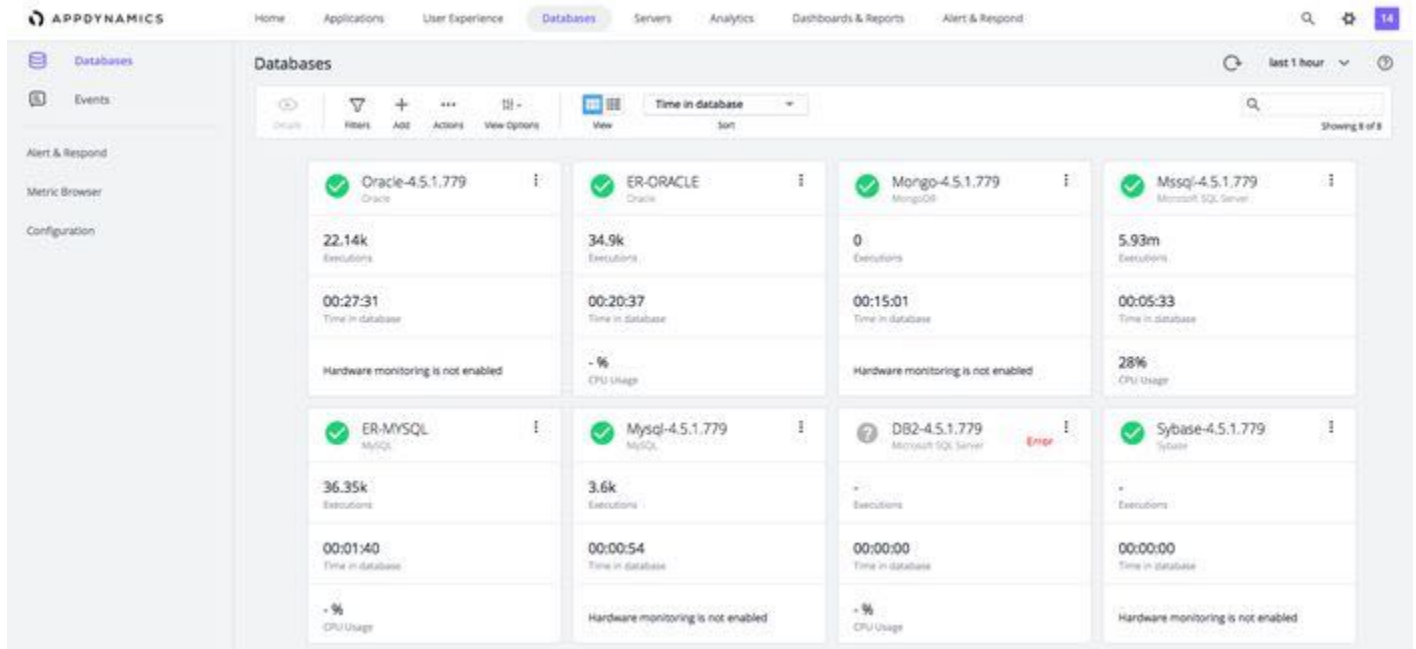 APPDYNAMICS
Home Applications User Experience Databases Servers Analytics Dashboards & Reports Alert & Respond 14
Databases
Events
Alert & Respond
Metric Browser
Configuration
Databases last 1 hour
Details Filters Add Actions View Options View Time in database Sort
Showing 8 of 8
Oracle-4.5.1.779
Oracle
22.14k
Executions
00:27:31
Time in database
Hardware monitoring is not enabled
ER-ORACLE
Oracle
34.9k
Executions
00:20:37
Time in database
- %
CPU Usage
Mongo-4.5.1.779
MongoDB
0
Executions
00:15:01
Time in database
Hardware monitoring is not enabled
Mssql-4.5.1.779
Microsoft SQL Server
5.93m
Executions
00:05:33
Time in database
28%
CPU Usage
ER-MYSQL
MySQL
36.35k
Executions
00:01:40
Time in database
- %
CPU Usage
Mysql-4.5.1.779
MySQL
3.6k
Executions
00:00:54
Time in database
Hardware monitoring is not enabled
DB2-4.5.1.779
Microsoft SQL Server
Error
-
Executions
00:00:00
Time in database
- %
CPU Usage
Sybase-4.5.1.779
Sybase
-
Executions
00:00:00
Time in database
Hardware monitoring is not enabled